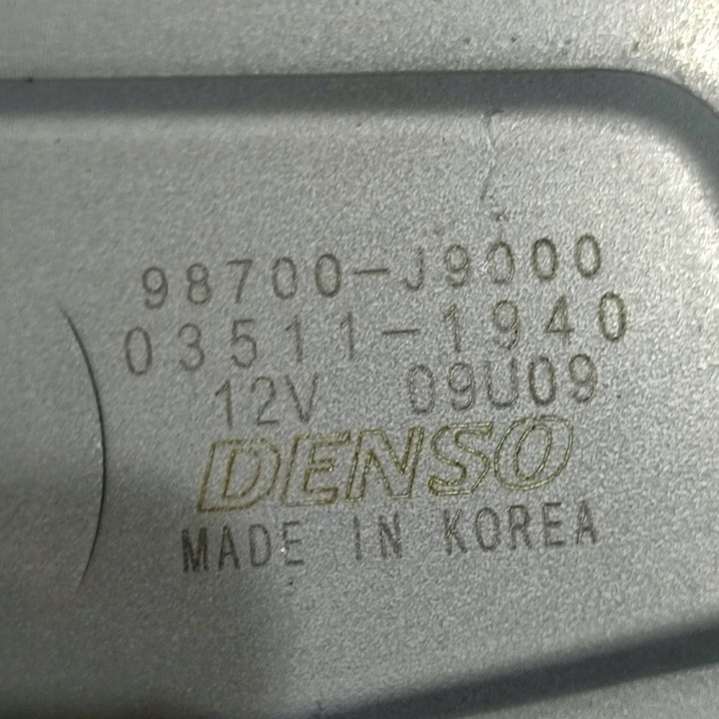 98700-J9000
03511-1940
12V 09U09
DENSO
MADE IN KOREA